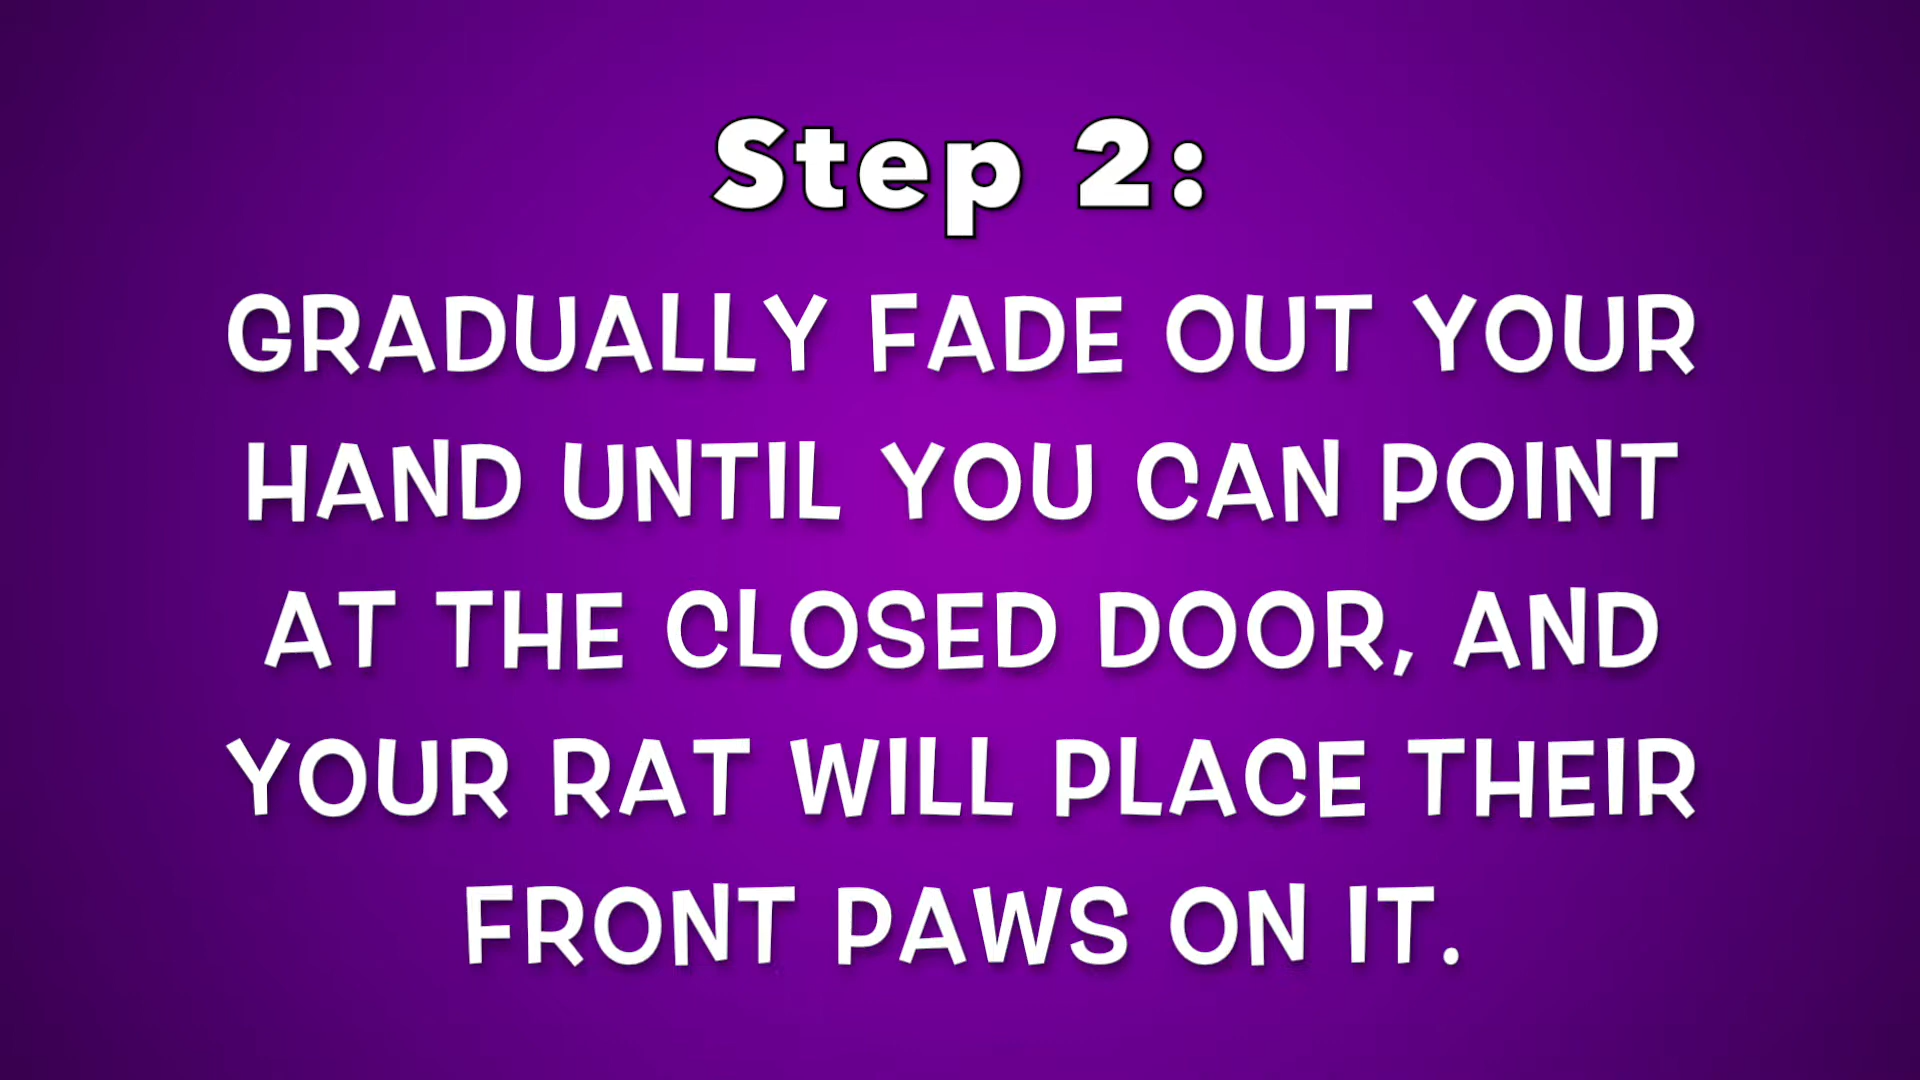 Step 2:
GRADUALLY FADE OUT YOUR
HAND UNTIL YOU CAN POINT
AT THE CLOSED DOOR, AND
YOUR RAT WILL PLACE THEIR
FRONT PAWS ON IT.